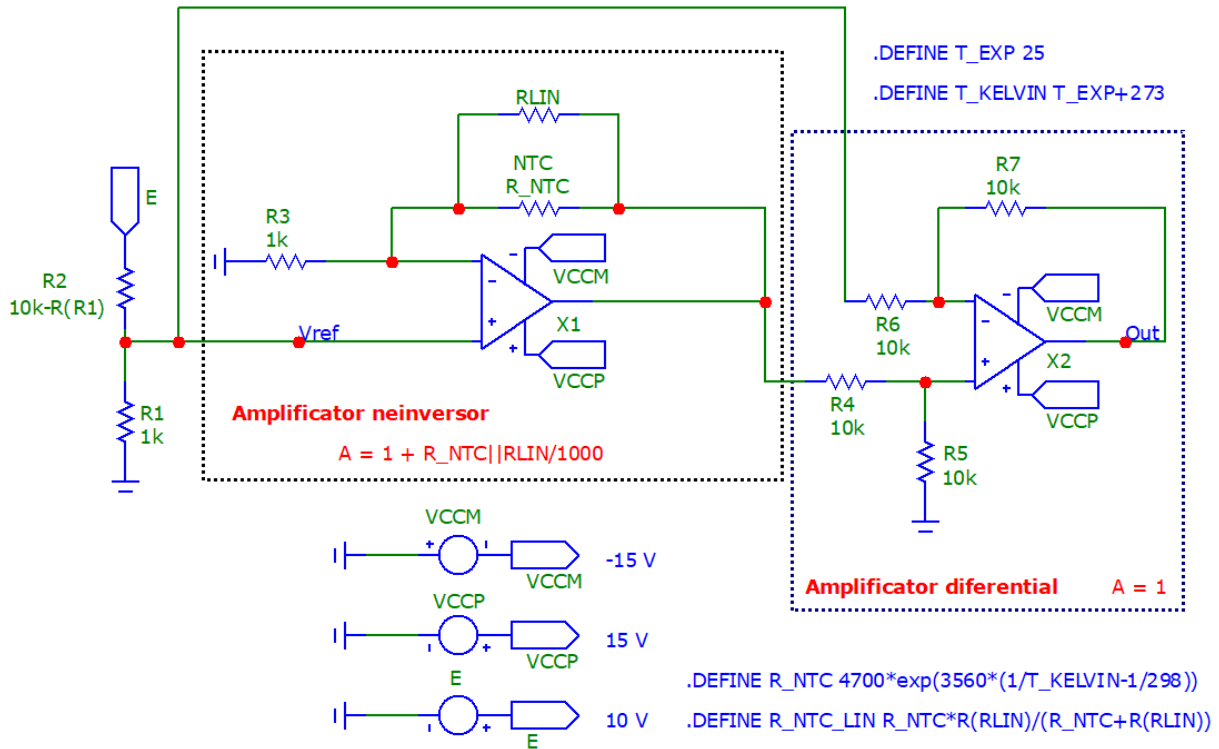 .DEFINE T_EXP 25
.DEFINE T_KELVIN T_EXP+273
RLIN
NTC
R_NTC
R7
10k
E
R3
1k
R2
10k-R(R1)
VCCM
-
+
X1
+
-
VCCP
Vref
R6
10k
-
+
VCCM
-
X2
+
VCCP
Out
R1
1k
Amplificator neinversor
A = 1 + R_NTC||RLIN/1000
R4
10k
R5
10k
VCCM
+ -
VCCM
-15 V
Amplificator diferential A = 1
VCCP
- +
VCCP
15 V
E
- +
E
10 V
.DEFINE R_NTC 4700*exp(3560*(1/T_KELVIN-1/298))
.DEFINE R_NTC_LIN R_NTC*R(RLIN)/(R_NTC+R(RLIN))